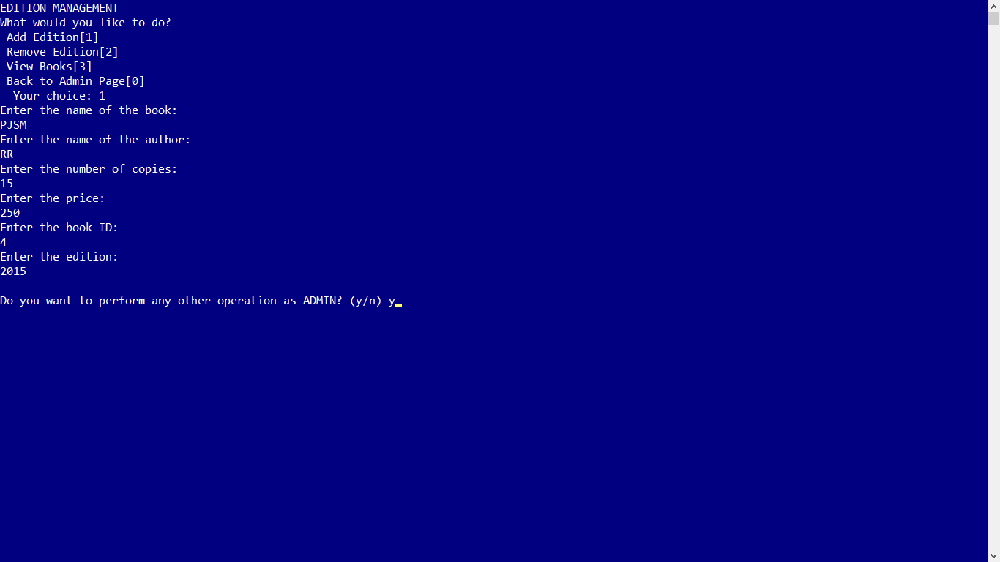 EDITION MANAGEMENT
What would you like to do?
 Add Edition[1]
 Remove Edition[2]
 View Books[3]
 Back to Admin Page[0]
  Your choice: 1
Enter the name of the book:
PJSM
Enter the name of the author:
RR
Enter the number of copies:
15
Enter the price:
250
Enter the book ID:
4
Enter the edition:
2015
Do you want to perform any other operation as ADMIN? (y/n) y